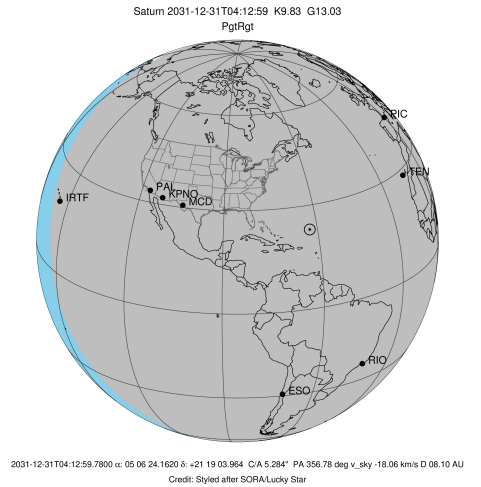 Saturn 2031-12-31T04:12:59 K9.83 G13.03
PgtRgt
PIC
TEN
PAL
KPNO
MCD
IRTF
RIO
ESO
2031-12-31T04:12:59.7800 α: 05 06 24.1620 δ: +21 19 03.964 C/A 5.284" PA 356.78 deg v_sky -18.06 km/s D 08.10 AU
Credit: Styled after SORA/Lucky Star